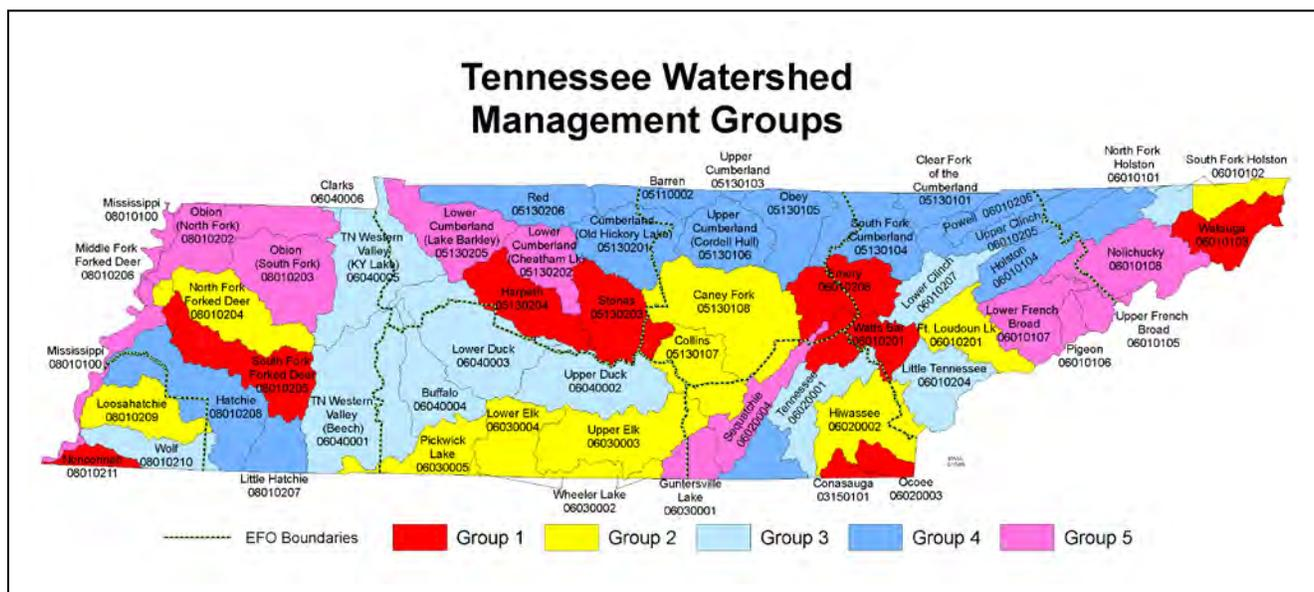 Tennessee Watershed
Management Groups
Mississippi
08010100
Obion
(North Fork)
08010202
Middle Fork
Forked Deer
08010206
Obion
(South Fork)
08010203
North Fork
Forked Deer
08010204
Mississippi
08010100
South Fork
Forked Deer
08010205
Loosahatchie
08010209
Hatchie
08010208
Wolf
08010210
Nonconnah
08010211
Little Hatchie
08010207
Clarks
06040006
TN Western
Valley
(KY Lake)
06040005
TN Western
Valley
(Beech)
06040001
Lower
Cumberland
(Lake Barkley)
05130205
Red
05130206
Lower
Cumberland
(Cheatham Lk)
05130202
Cumberland
(Old Hickory Lake)
05130201
Harpeth
05130204
Stones
05130203
Lower Duck
06040003
Upper Duck
06040002
Buffalo
06040004
Lower Elk
06030004
Upper Elk
06030003
Pickwick
Lake
06030005
Wheeler Lake
06030002
Guntersville
Lake
06030001
Barren
05110002
Upper
Cumberland
05130103
Upper
Cumberland
(Cordell Hull)
05130106
Obey
05130105
Caney Fork
05130108
Collins
05130107
Sequatchie
06020004
Tennessee
06020001
Clear Fork
of the
Cumberland
05130101
South Fork
Cumberland
05130104
Emory
06010208
Watts Bar
06010201
Powell 06010206
Upper Clinch
06010205
Lower Clinch
06010207
Holston
06010104
Ft. Loudoun Lk
06010201
Little Tennessee
06010204
Hiwassee
06020002
Conasauga
03150101
Ocoee
06020003
North Fork
Holston
06010101
South Fork Holston
06010102
Watauga
06010103
Nolichucky
06010108
Lower French
Broad
06010107
Pigeon
06010106
Upper French
Broad
06010105
EFO Boundaries
Group 1
Group 2
Group 3
Group 4
Group 5